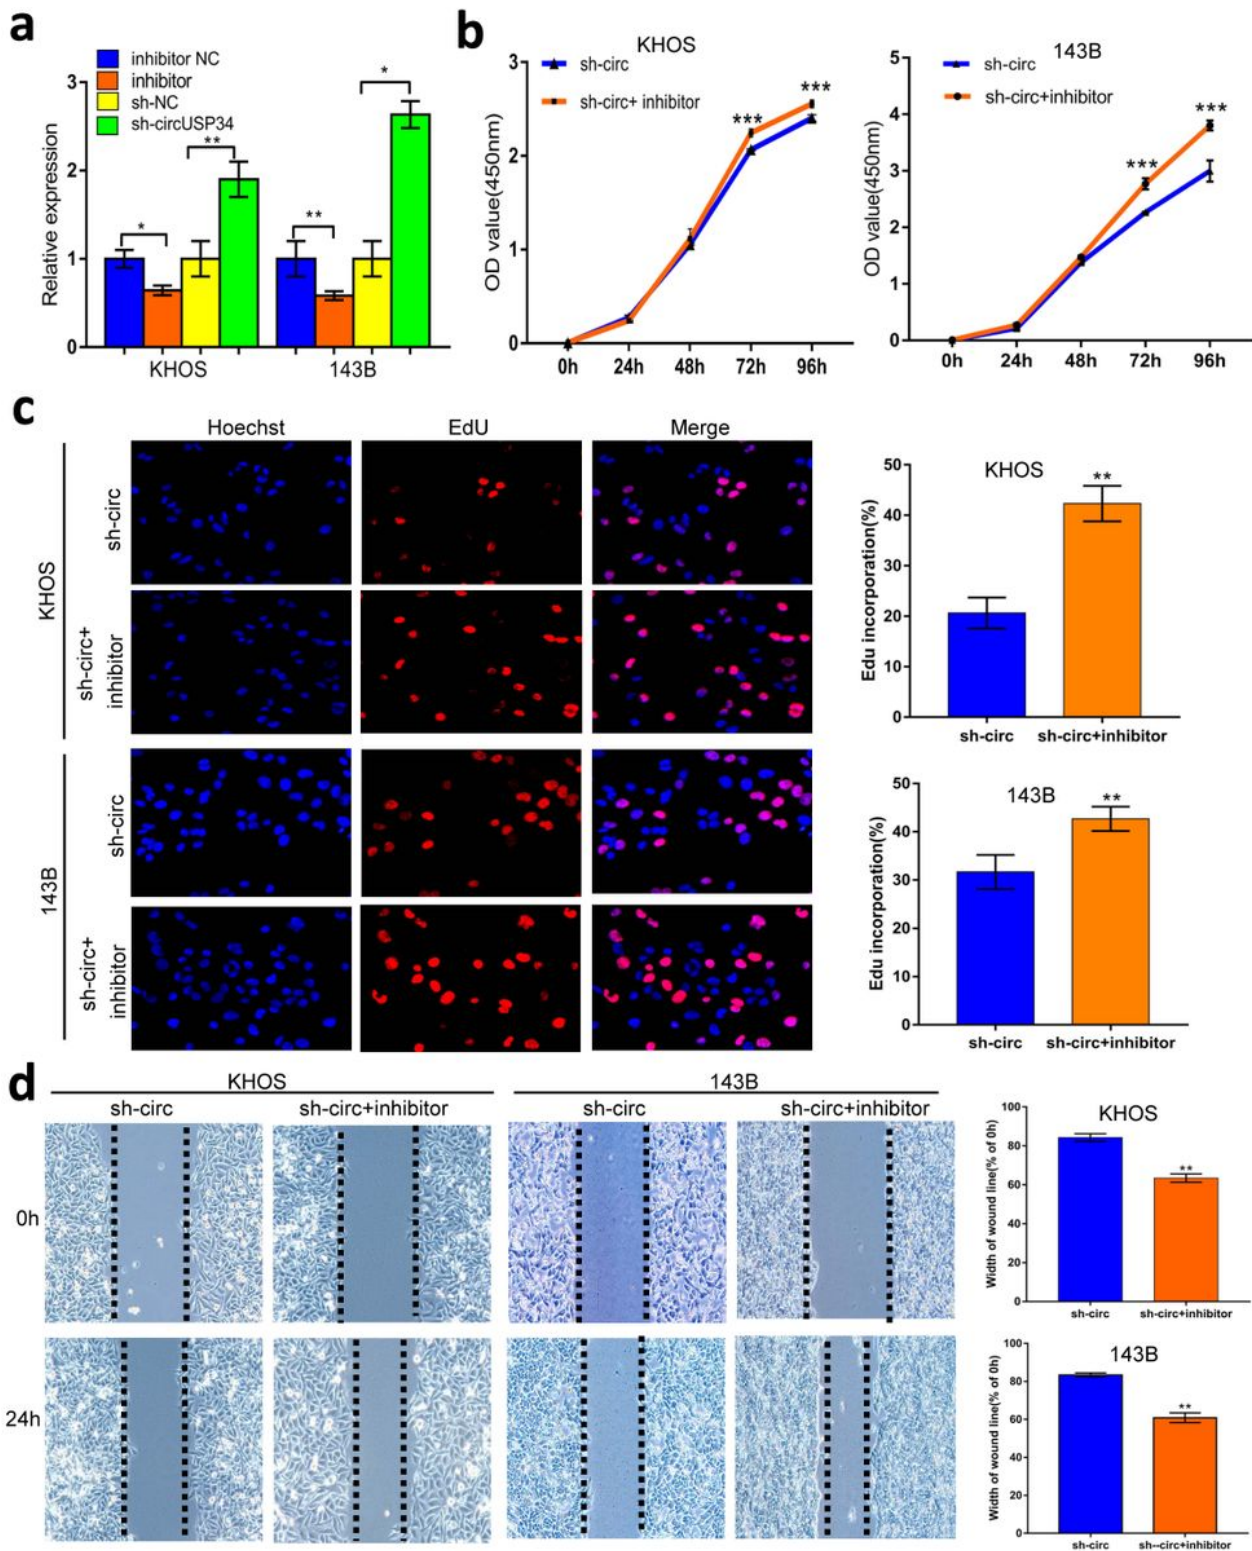 a
inhibitor NC
inhibitor
sh-NC
sh-circUSP34
Relative expression
3
2
1
0
*
**
**
*
KHOS
143B
b
KHOS
sh-circ
sh-circ+ inhibitor
OD value(450nm)
3
2
1
0
***
***
0h 24h 48h 72h 96h
143B
sh-circ
sh-circ+inhibitor
OD value(450nm)
5
4
3
2
1
0
***
***
0h 24h 48h 72h 96h
c
Hoechst EdU Merge
KHOS
sh-circ
sh-circ+
inhibitor
143B
sh-circ
sh-circ+
inhibitor
KHOS
Edu incorporation(%)
50
40
30
20
10
0
**
sh-circ sh-circ+inhibitor
143B
Edu incorporation(%)
50
40
30
20
10
0
**
sh-circ sh-circ+inhibitor
d
KHOS 143B
sh-circ sh-circ+inhibitor sh-circ sh-circ+inhibitor
0h
24h
KHOS
Width of wound line(% of 0h)
100
80
60
40
20
0
**
sh-circ sh-circ+inhibitor
143B
Width of wound line(% of 0h)
100
80
60
40
20
0
**
sh-circ sh--circ+inhibitor